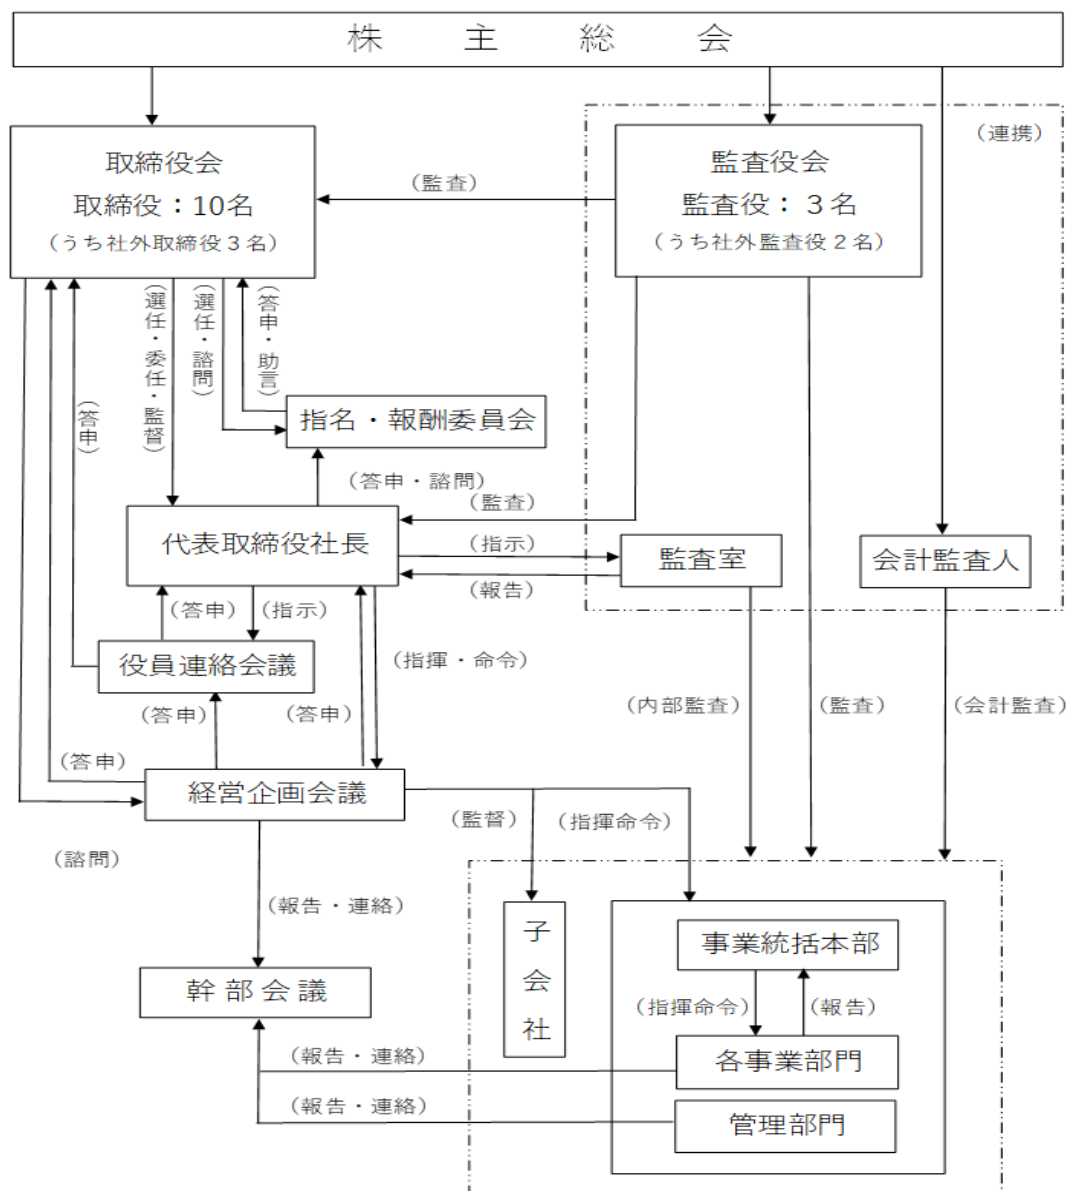 株主総会
（連携）
取締役会
取締役：10名
（うち社外取締役３名）
（監査）
監査役会
監査役：３名
（うち社外監査役２名）
（答申）
（選任・委任・監督）
（選任・諮問）
（答申・助言）
指名・報酬委員会
（答申・諮問）
（監査）
代表取締役社長
（指示）
（報告）
監査室
会計監査人
（答申）
（指示）
役員連絡会議
（指揮・命令）
（答申）
（答申）
（内部監査）
（監査）
（会計監査）
（答申）
経営企画会議
（監督）
（指揮命令）
（諮問）
（報告・連絡）
子会社
事業統括本部
幹部会議
（指揮命令）
（報告）
（報告・連絡）
各事業部門
（報告・連絡）
管理部門